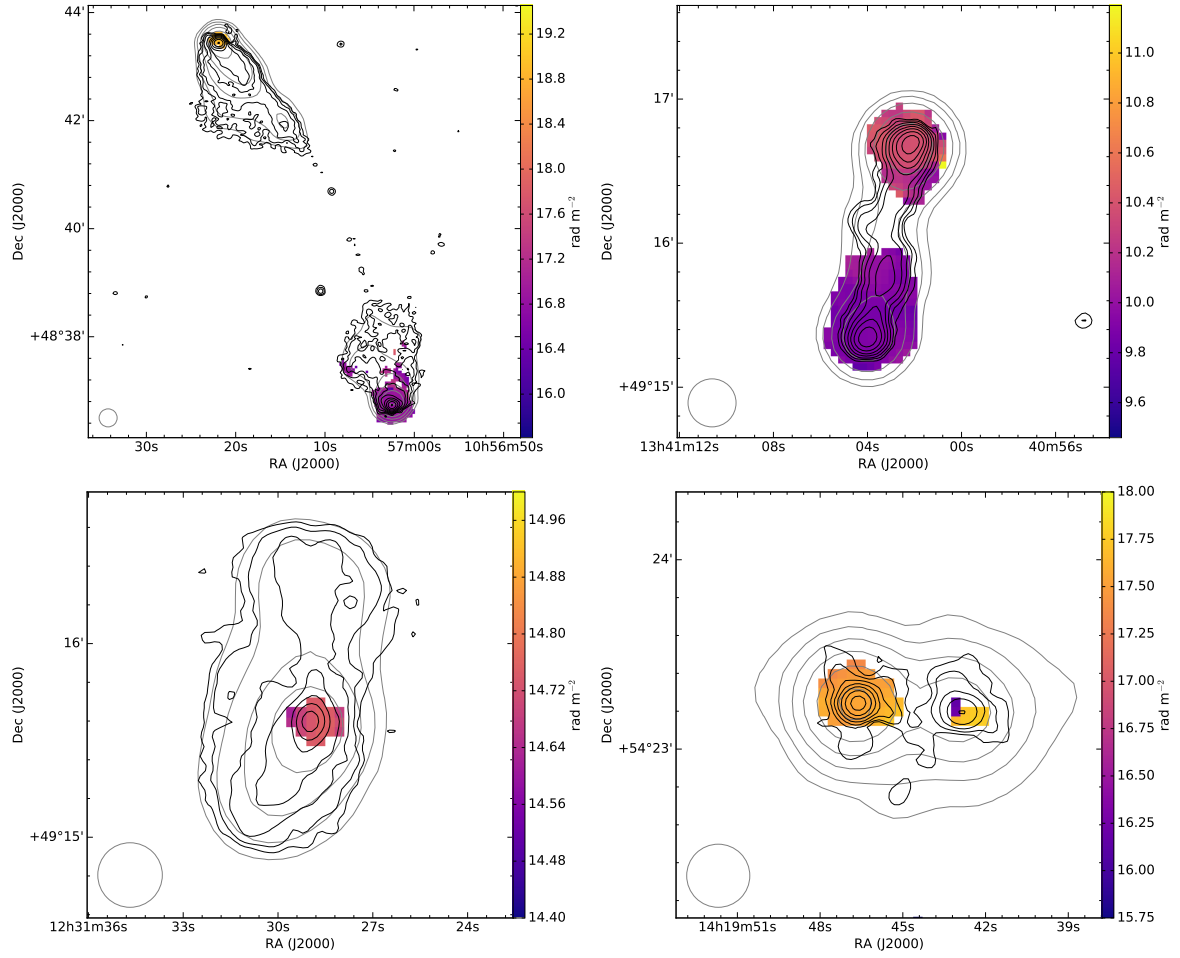 44'
42'
40'
+48°38'
30s
20s
10s
57m00s
10h56m50s
RA (J2000)
Dec (J2000)
19.2
18.8
18.4
18.0
17.6
17.2
16.8
16.4
16.0
rad m⁻²
17'
16'
+49°15'
13h41m12s
08s
04s
00s
40m56s
RA (J2000)
Dec (J2000)
11.0
10.8
10.6
10.4
10.2
10.0
9.8
9.6
rad m⁻²
16'
+49°15'
12h31m36s
33s
30s
27s
24s
RA (J2000)
Dec (J2000)
14.96
14.88
14.80
14.72
14.64
14.56
14.48
14.40
rad m⁻²
24'
+54°23'
14h19m51s
48s
45s
42s
39s
RA (J2000)
Dec (J2000)
18.00
17.75
17.50
17.25
17.00
16.75
16.50
16.25
16.00
15.75
rad m⁻²